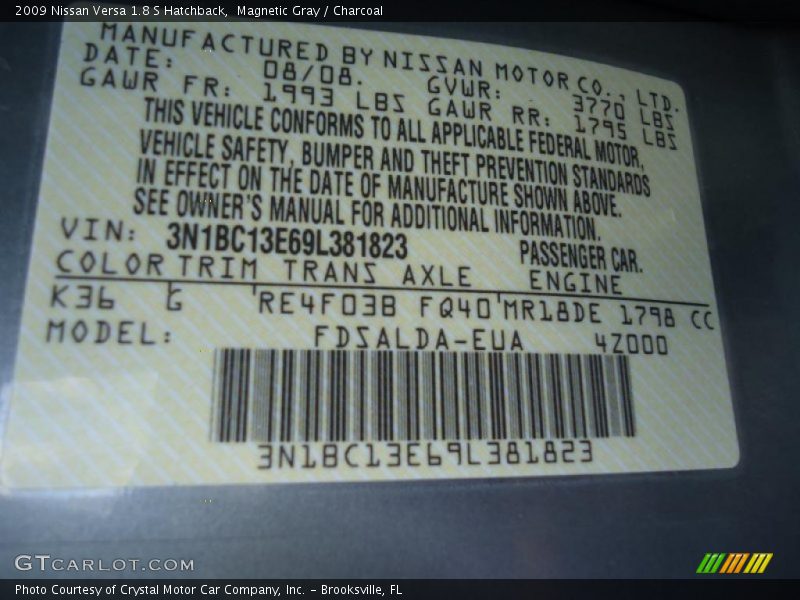 2009 Nissan Versa 1.8 S Hatchback,  Magnetic Gray / Charcoal
MANUFACTURED BY NISSAN MOTOR CO., LTD.
DATE: 08/08. GVWR: 3770 LBS
GAWR FR: 1993 LBS GAWR RR: 1795 LBS
THIS VEHICLE CONFORMS TO ALL APPLICABLE FEDERAL MOTOR,
VEHICLE SAFETY, BUMPER AND THEFT PREVENTION STANDARDS
IN EFFECT ON THE DATE OF MANUFACTURE SHOWN ABOVE.
SEE OWNER'S MANUAL FOR ADDITIONAL INFORMATION.
VIN: 3N1BC13E69L381823 PASSENGER CAR.
COLOR TRIM TRANS AXLE ENGINE
K36 G RE4F03B FQ40 MR18DE 1798 CC
MODEL: FDSALDA-EUA 4Z000
3N1BC13E69L381823
GTCARLOT.COM
Photo Courtesy of Crystal Motor Car Company, Inc. - Brooksville, FL